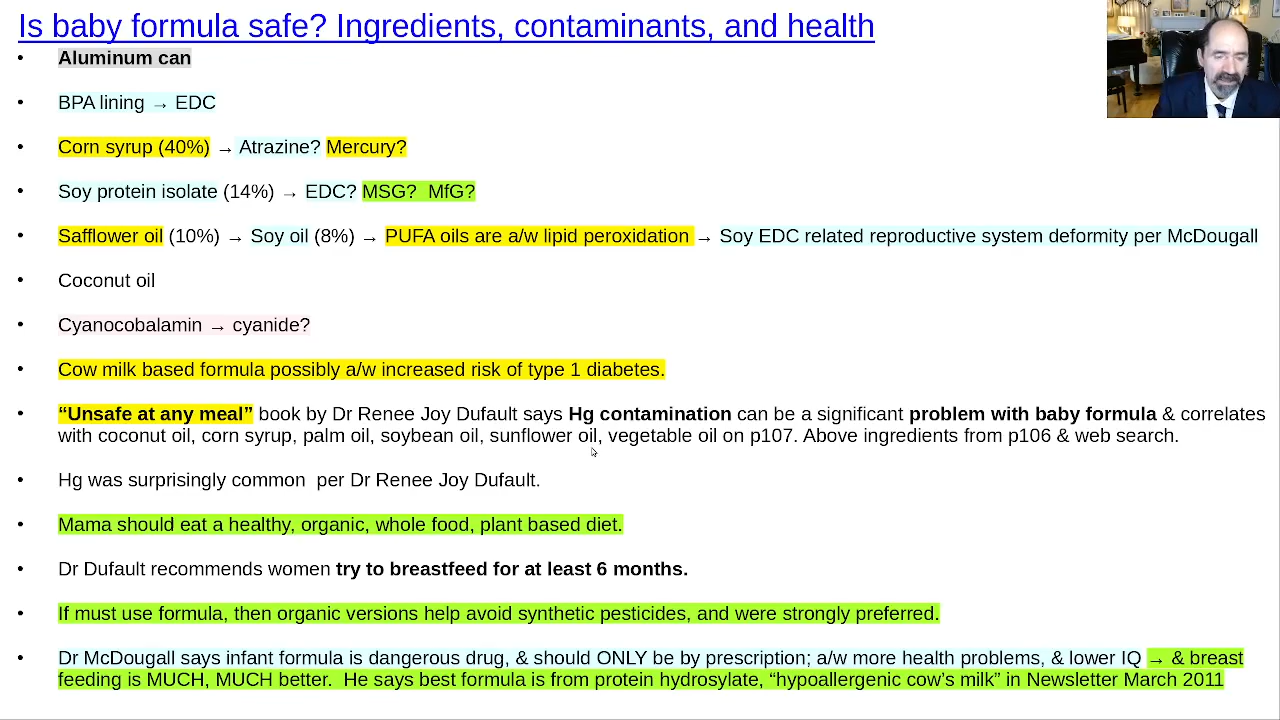 Is baby formula safe? Ingredients, contaminants, and health
• Aluminum can
• BPA lining → EDC
• Corn syrup (40%) → Atrazine? Mercury?
• Soy protein isolate (14%) → EDC? MSG?  MfG?
• Safflower oil (10%) → Soy oil (8%) → PUFA oils are a/w lipid peroxidation → Soy EDC related reproductive system deformity per McDougall
• Coconut oil
• Cyanocobalamin → cyanide?
• Cow milk based formula possibly a/w increased risk of type 1 diabetes.
• “Unsafe at any meal” book by Dr Renee Joy Dufault says Hg contamination can be a significant problem with baby formula & correlates
with coconut oil, corn syrup, palm oil, soybean oil, sunflower oil, vegetable oil on p107. Above ingredients from p106 & web search.
• Hg was surprisingly common  per Dr Renee Joy Dufault.
• Mama should eat a healthy, organic, whole food, plant based diet.
• Dr Dufault recommends women try to breastfeed for at least 6 months.
• If must use formula, then organic versions help avoid synthetic pesticides, and were strongly preferred.
• Dr McDougall says infant formula is dangerous drug, & should ONLY be by prescription; a/w more health problems, & lower IQ → & breast
feeding is MUCH, MUCH better.  He says best formula is from protein hydrosylate, “hypoallergenic cow’s milk” in Newsletter March 2011